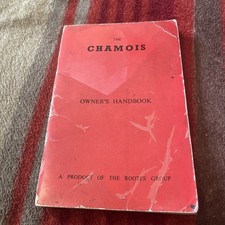 THE
CHAMOIS
OWNER'S HANDBOOK
A PRODUCT OF THE ROOTES GROUP